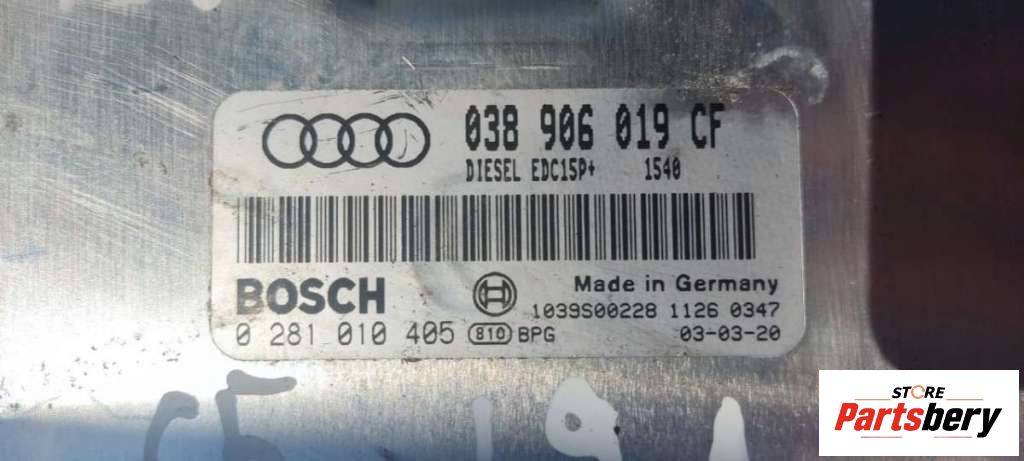 038 906 019 CF
DIESEL EDC15P+ 1540
BOSCH
Made in Germany
1039S00228 1126 0347
0 281 010 405 810 BPG 03-03-20
STORE
Partsbery